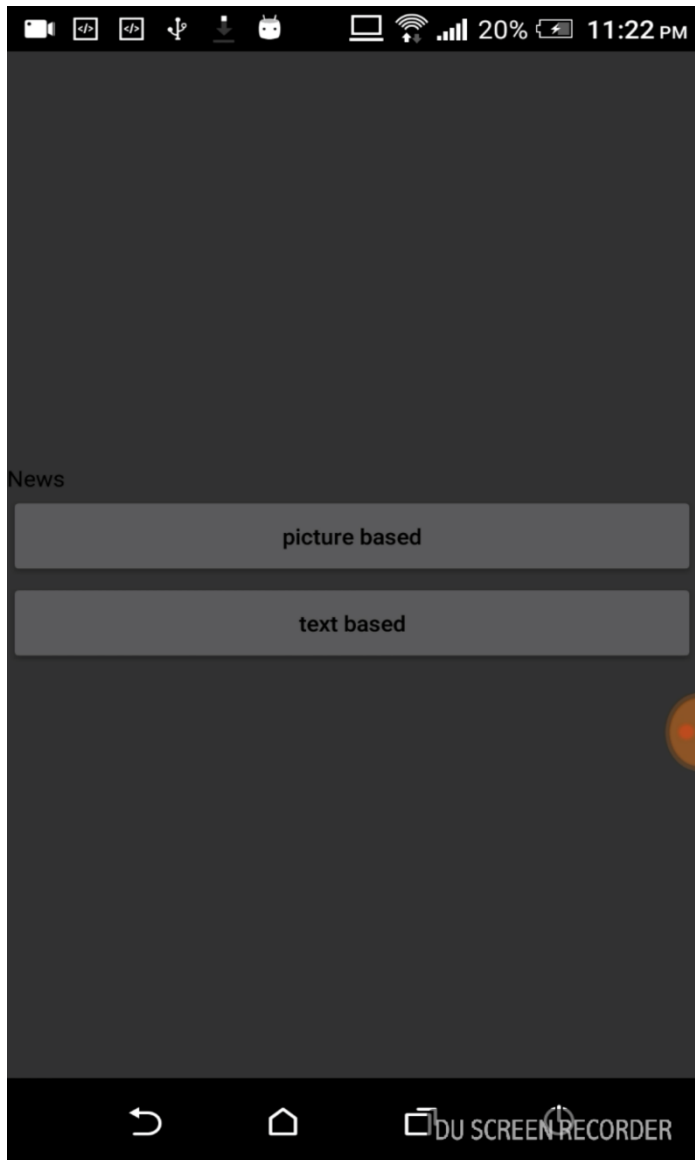 20% 11:22 PM
News
picture based
text based
DU SCREEN RECORDER